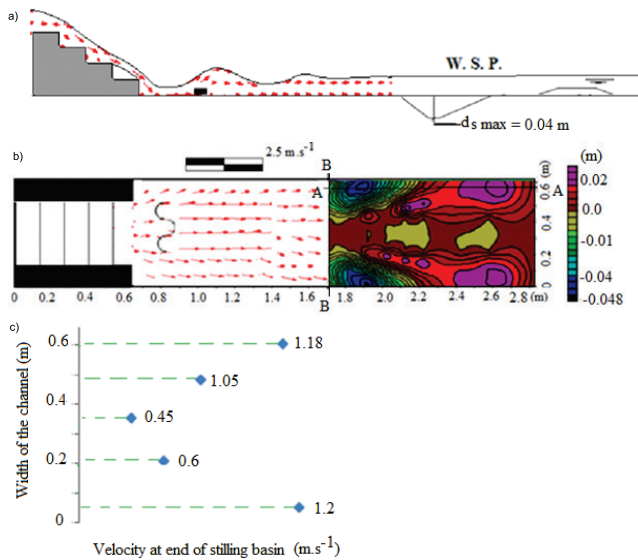 a)
W. S. P.
ds max = 0.04 m
b)
2.5 m.s-1
B
A
A
B
0 0.2 0.4 0.6 0.8 1.0 1.2 1.4 1.6 1.8 2.0 2.2 2.4 2.6 2.8 (m)
0 0.2 0.4 0.6 (m)
(m)
0.02
0.0
-0.01
-0.04
-0.048
c)
Width of the channel (m)
0.6
0.4
0.2
0
1.18
1.05
0.45
0.6
1.2
Velocity at end of stilling basin (m.s-1)